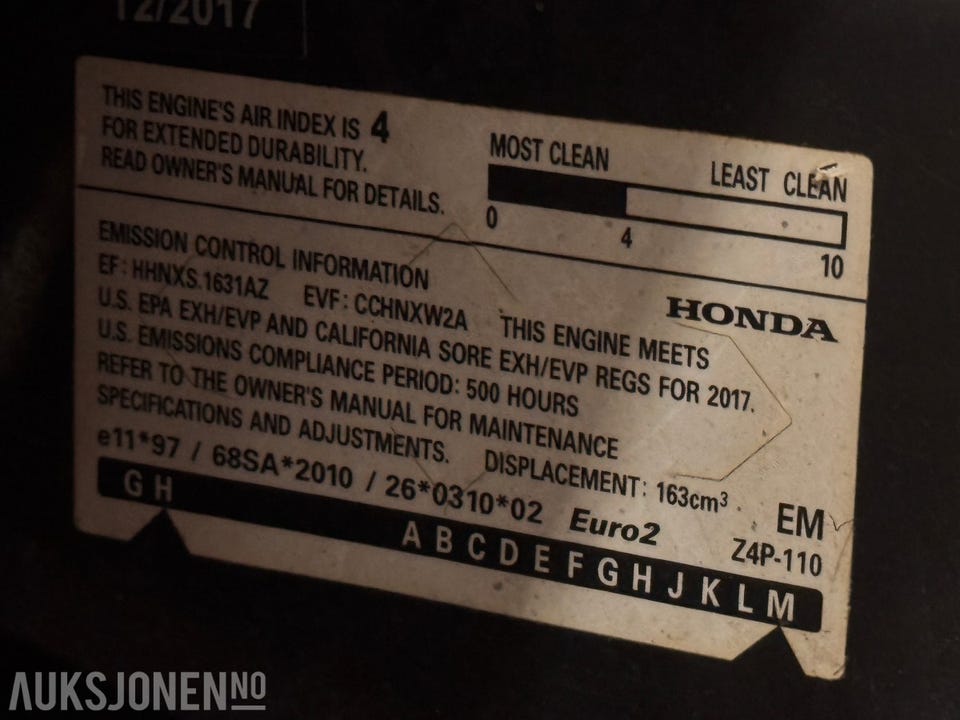 12/2017
THIS ENGINE'S AIR INDEX IS 4
FOR EXTENDED DURABILITY.
READ OWNER'S MANUAL FOR DETAILS.
MOST CLEAN
LEAST CLEAN
0 4 10
EMISSION CONTROL INFORMATION
HONDA
EF: HHNXS.1631AZ EVF: CCHNXW2A THIS ENGINE MEETS
U.S. EPA EXH/EVP AND CALIFORNIA SORE EXH/EVP REGS FOR 2017.
U.S. EMISSIONS COMPLIANCE PERIOD: 500 HOURS
REFER TO THE OWNER'S MANUAL FOR MAINTENANCE
SPECIFICATIONS AND ADJUSTMENTS. DISPLACEMENT: 163cm³
e11*97 / 68SA*2010 / 26*0310*02 Euro2
EM
Z4P-110
G H
A B C D E F G H J K L M
AUKSJONENNO